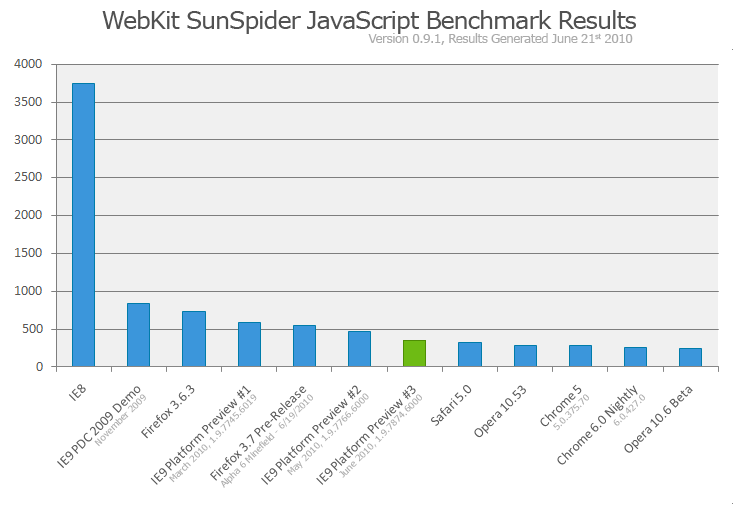 WebKit SunSpider JavaScript Benchmark Results
Version 0.9.1, Results Generated June 21st 2010
4000
3500
3000
2500
2000
1500
1000
500
0
IE8
IE9 PDC 2009 Demo
November 2009
Firefox 3.6.3
IE9 Platform Preview #1
March 2010, 1.9.7745.6019
Firefox 3.7 Pre-Release
Alpha 6 Minefield - 6/19/2010
IE9 Platform Preview #2
May 2010, 1.9.7766.6000
IE9 Platform Preview #3
June 2010, 1.9.7874.6000
Safari 5.0
Opera 10.53
Chrome 5
5.0.375.70
Chrome 6.0 Nightly
6.0.427.0
Opera 10.6 Beta